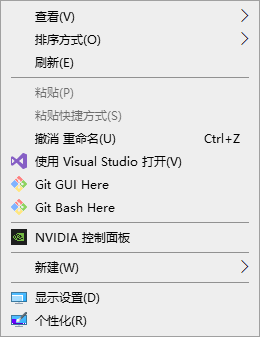 查看(V)
排序方式(O)
刷新(E)
粘贴(P)
粘贴快捷方式(S)
撤消 重命名(U) Ctrl+Z
使用 Visual Studio 打开(V)
Git GUI Here
Git Bash Here
NVIDIA 控制面板
新建(W)
显示设置(D)
个性化(R)